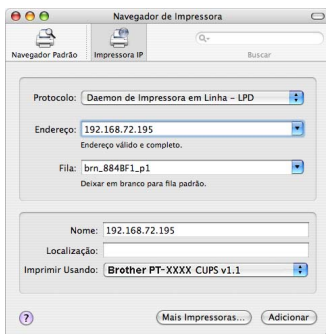 Navegador de Impressora
Navegador Padrão
Impressora IP
Buscar
Protocolo: Daemon de Impressora em Linha – LPD
Endereço: 192.168.72.195
Endereço válido e completo.
Fila: brn_884BF1_p1
Deixar em branco para fila padrão.
Nome: 192.168.72.195
Localização:
Imprimir Usando: Brother PT-XXXX CUPS v1.1
? Mais Impressoras... Adicionar